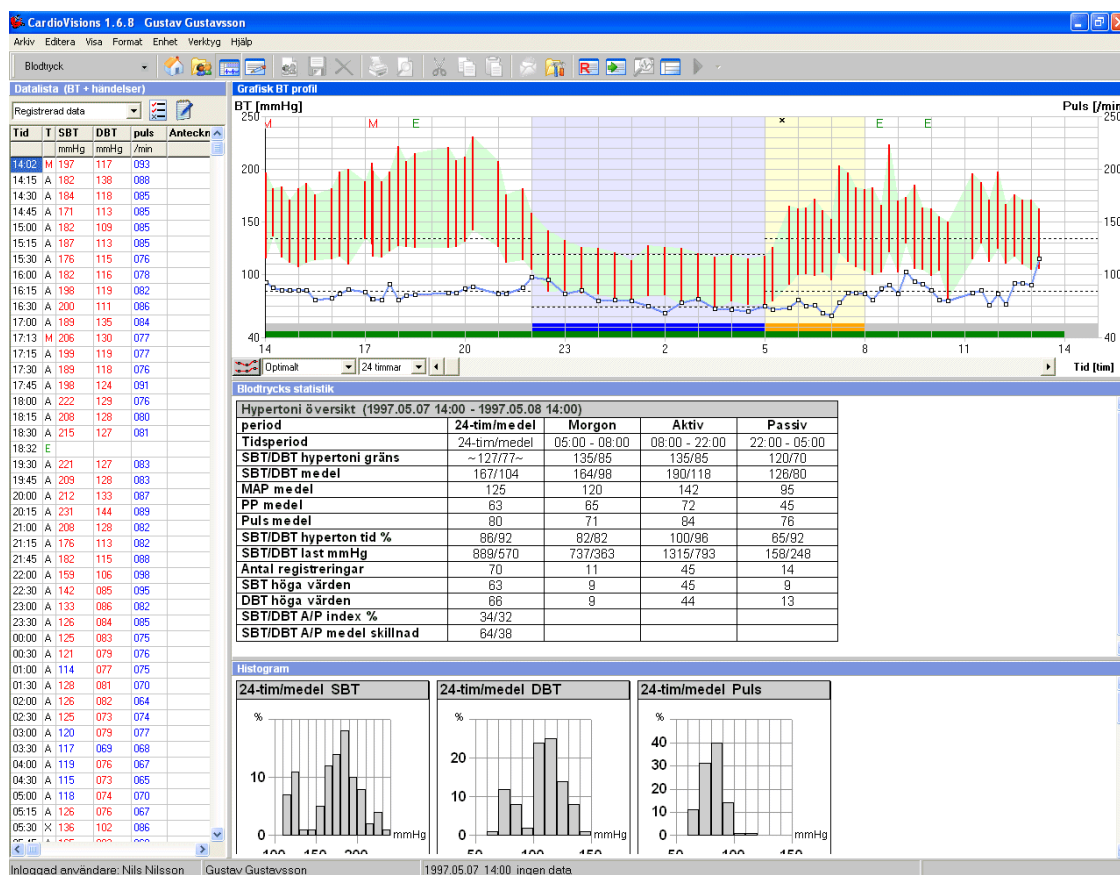 CardioVisions 1.6.8 Gustav Gustavsson
Arkiv Editera Visa Format Enhet Verktyg Hjälp
Blodtryck
Datalista (BT + händelser)
Registrerad data
Tid T SBT DBT puls Anteckn
mmHg mmHg /min
14:02 M 197 117 093
14:15 A 182 138 088
14:30 A 184 118 085
14:45 A 171 113 085
15:00 A 182 109 085
15:15 A 187 113 085
15:30 A 176 115 076
16:00 A 182 116 078
16:15 A 198 119 082
16:30 A 200 111 086
17:00 A 189 135 084
17:13 M 206 130 077
17:15 A 199 119 077
17:30 A 189 118 076
17:45 A 198 124 091
18:00 A 222 129 076
18:15 A 208 128 080
18:30 A 215 127 081
18:32 E
19:30 A 221 127 083
19:45 A 209 128 083
20:00 A 212 133 087
20:15 A 231 144 089
21:00 A 208 128 082
21:15 A 176 113 082
21:45 A 182 115 088
22:00 A 159 106 098
22:30 A 142 085 095
23:00 A 133 086 082
23:30 A 126 084 085
00:00 A 125 083 075
00:30 A 121 079 076
01:00 A 114 077 075
01:30 A 128 081 070
02:00 A 126 082 064
02:30 A 125 073 074
03:00 A 120 079 077
03:30 A 117 069 068
04:00 A 119 076 067
04:30 A 115 073 065
05:00 A 118 074 070
05:15 A 126 076 067
05:30 X 136 102 086
Grafisk BT profil
BT [mmHg] Puls [/min]
250 M M E x E E 250
200 200
150 150
100 100
40 40
14 17 20 23 2 5 8 11 14
Optimalt 24 timmar Tid [tim]
Blodtrycks statistik
Hypertoni översikt (1997.05.07 14:00 - 1997.05.08 14:00)
period 24-tim/medel Morgon Aktiv Passiv
Tidsperiod 24-tim/medel 05:00 - 08:00 08:00 - 22:00 22:00 - 05:00
SBT/DBT hypertoni gräns ~127/77~ 135/85 135/85 120/70
SBT/DBT medel 167/104 164/98 190/118 126/80
MAP medel 125 120 142 95
PP medel 63 65 72 45
Puls medel 80 71 84 76
SBT/DBT hyperton tid % 86/92 82/82 100/96 65/92
SBT/DBT last mmHg 889/570 737/363 1315/793 158/248
Antal registreringar 70 11 45 14
SBT höga värden 63 9 45 9
DBT höga värden 66 9 44 13
SBT/DBT A/P index % 34/32
SBT/DBT A/P medel skillnad 64/38
Histogram
24-tim/medel SBT
%
10
0 mmHg
100 150 200
24-tim/medel DBT
%
20
10
0 mmHg
50 100 150
24-tim/medel Puls
%
40
30
20
10
0 mmHg
50 100 150
Inloggad användare: Nils Nilsson Gustav Gustavsson 1997.05.07 14:00 ingen data